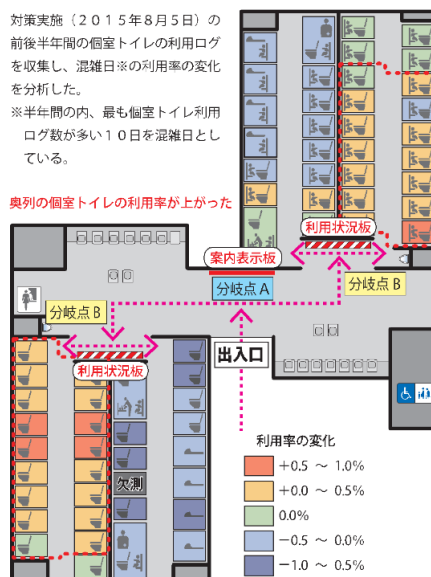 対策実施（２０１５年８月５日）の
前後半年間の個室トイレの利用ログ
を収集し、混雑日※の利用率の変化
を分析した。
※半年間の内、最も個室トイレ利用
ログ数が多い１０日を混雑日とし
ている。
奥列の個室トイレの利用率が上がった
利用状況板
案内表示板
分岐点 A
分岐点 B
分岐点 B
出入口
利用状況板
欠測
利用率の変化
+0.5 ～ 1.0%
+0.0 ～ 0.5%
0.0%
−0.5 ～ 0.0%
−1.0 ～ 0.5%